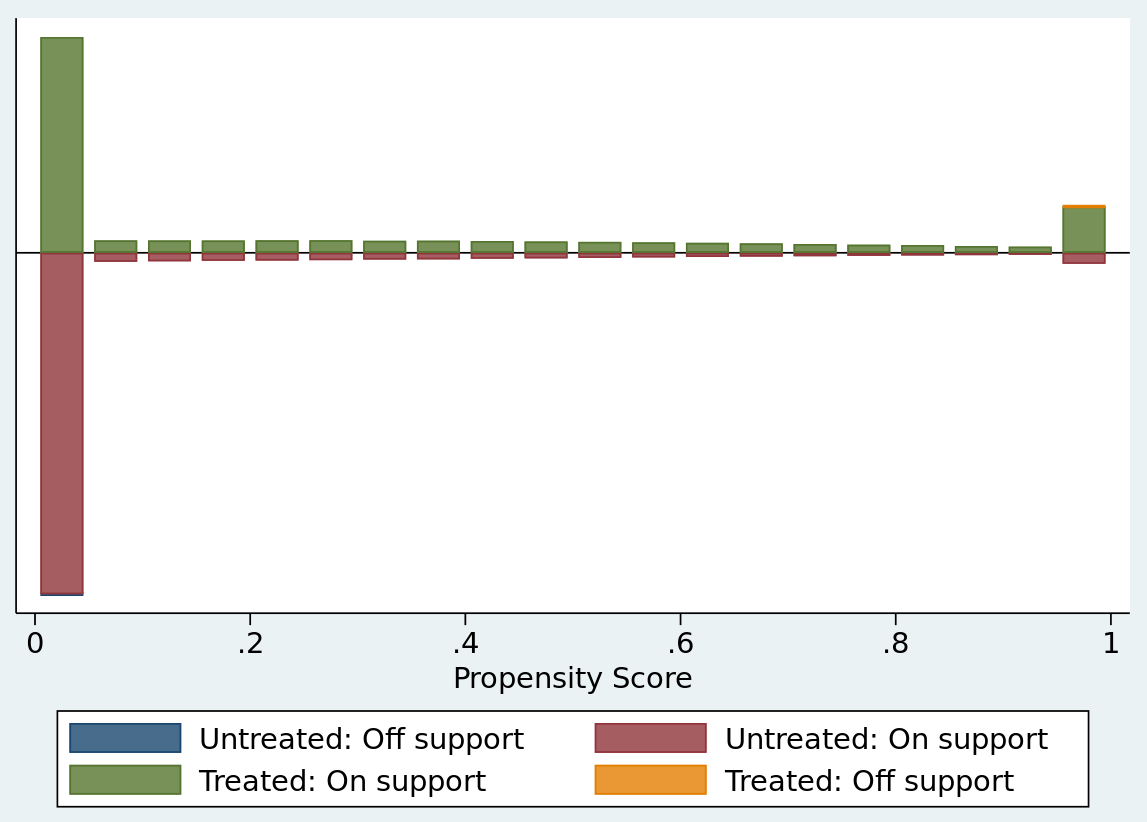 0 .2 .4 .6 .8 1
Propensity Score
Untreated: Off support Untreated: On support
Treated: On support Treated: Off support